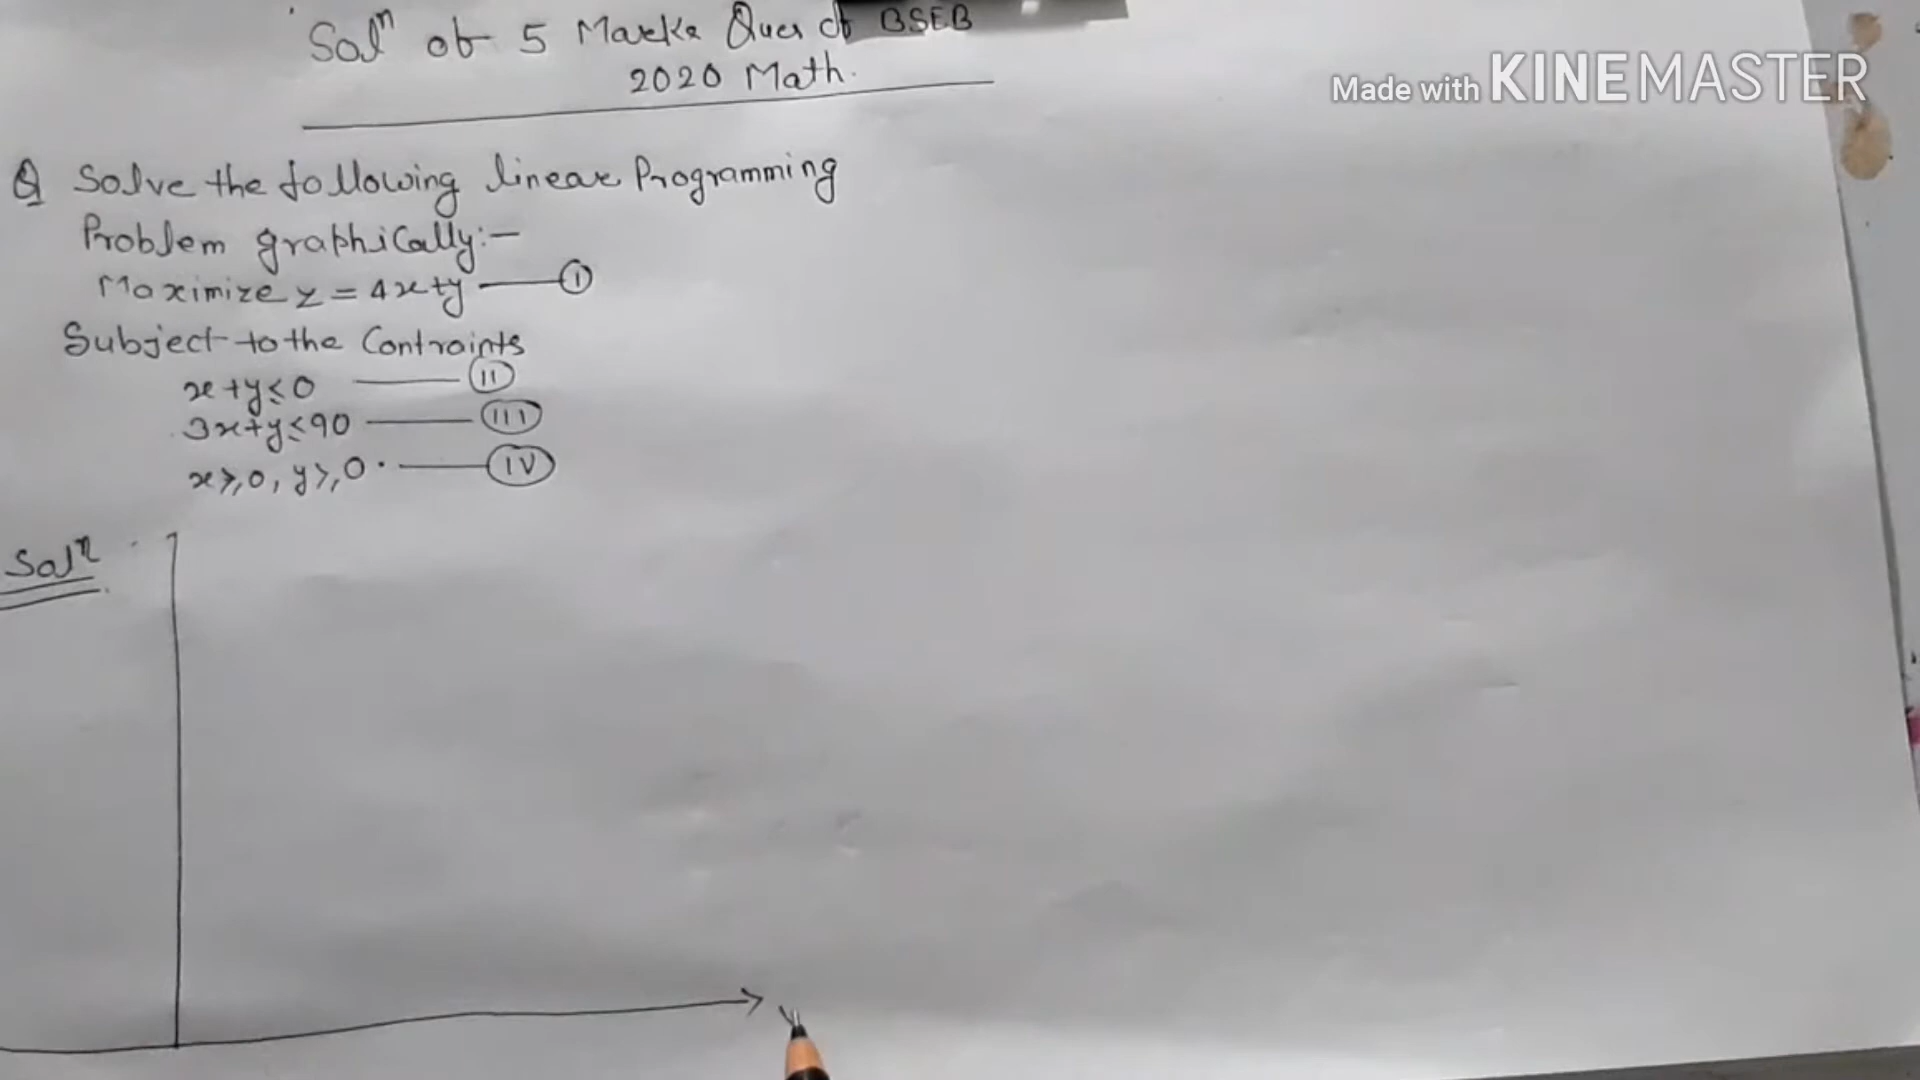 Solⁿ of 5 Marks Ques of BSEB
2020 Math.
Made with KINEMASTER
Q Solve the following linear Programming
Problem graphically:-
Maximize z = 4x+y — (I)
Subject to the Contraints
x+y≤0 — (II)
3x+y≤90 — (III)
x≥0, y≥0. — (IV)
Solⁿ